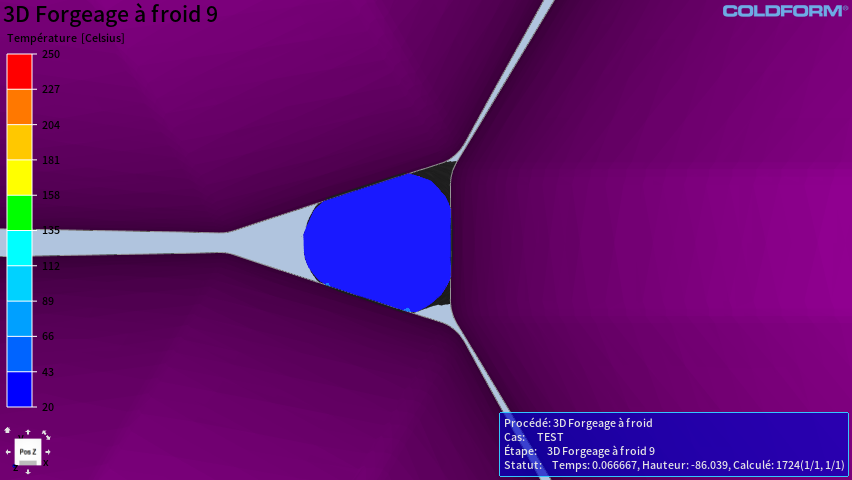 3D Forgeage à froid 9
COLDFORM®
Température [Celsius]
250
227
204
181
158
135
112
89
66
43
20
Pos Z
Z
X
Procédé: 3D Forgeage à froid
Cas: TEST
Étape: 3D Forgeage à froid 9
Statut: Temps: 0.066667, Hauteur: -86.039, Calculé: 1724(1/1, 1/1)